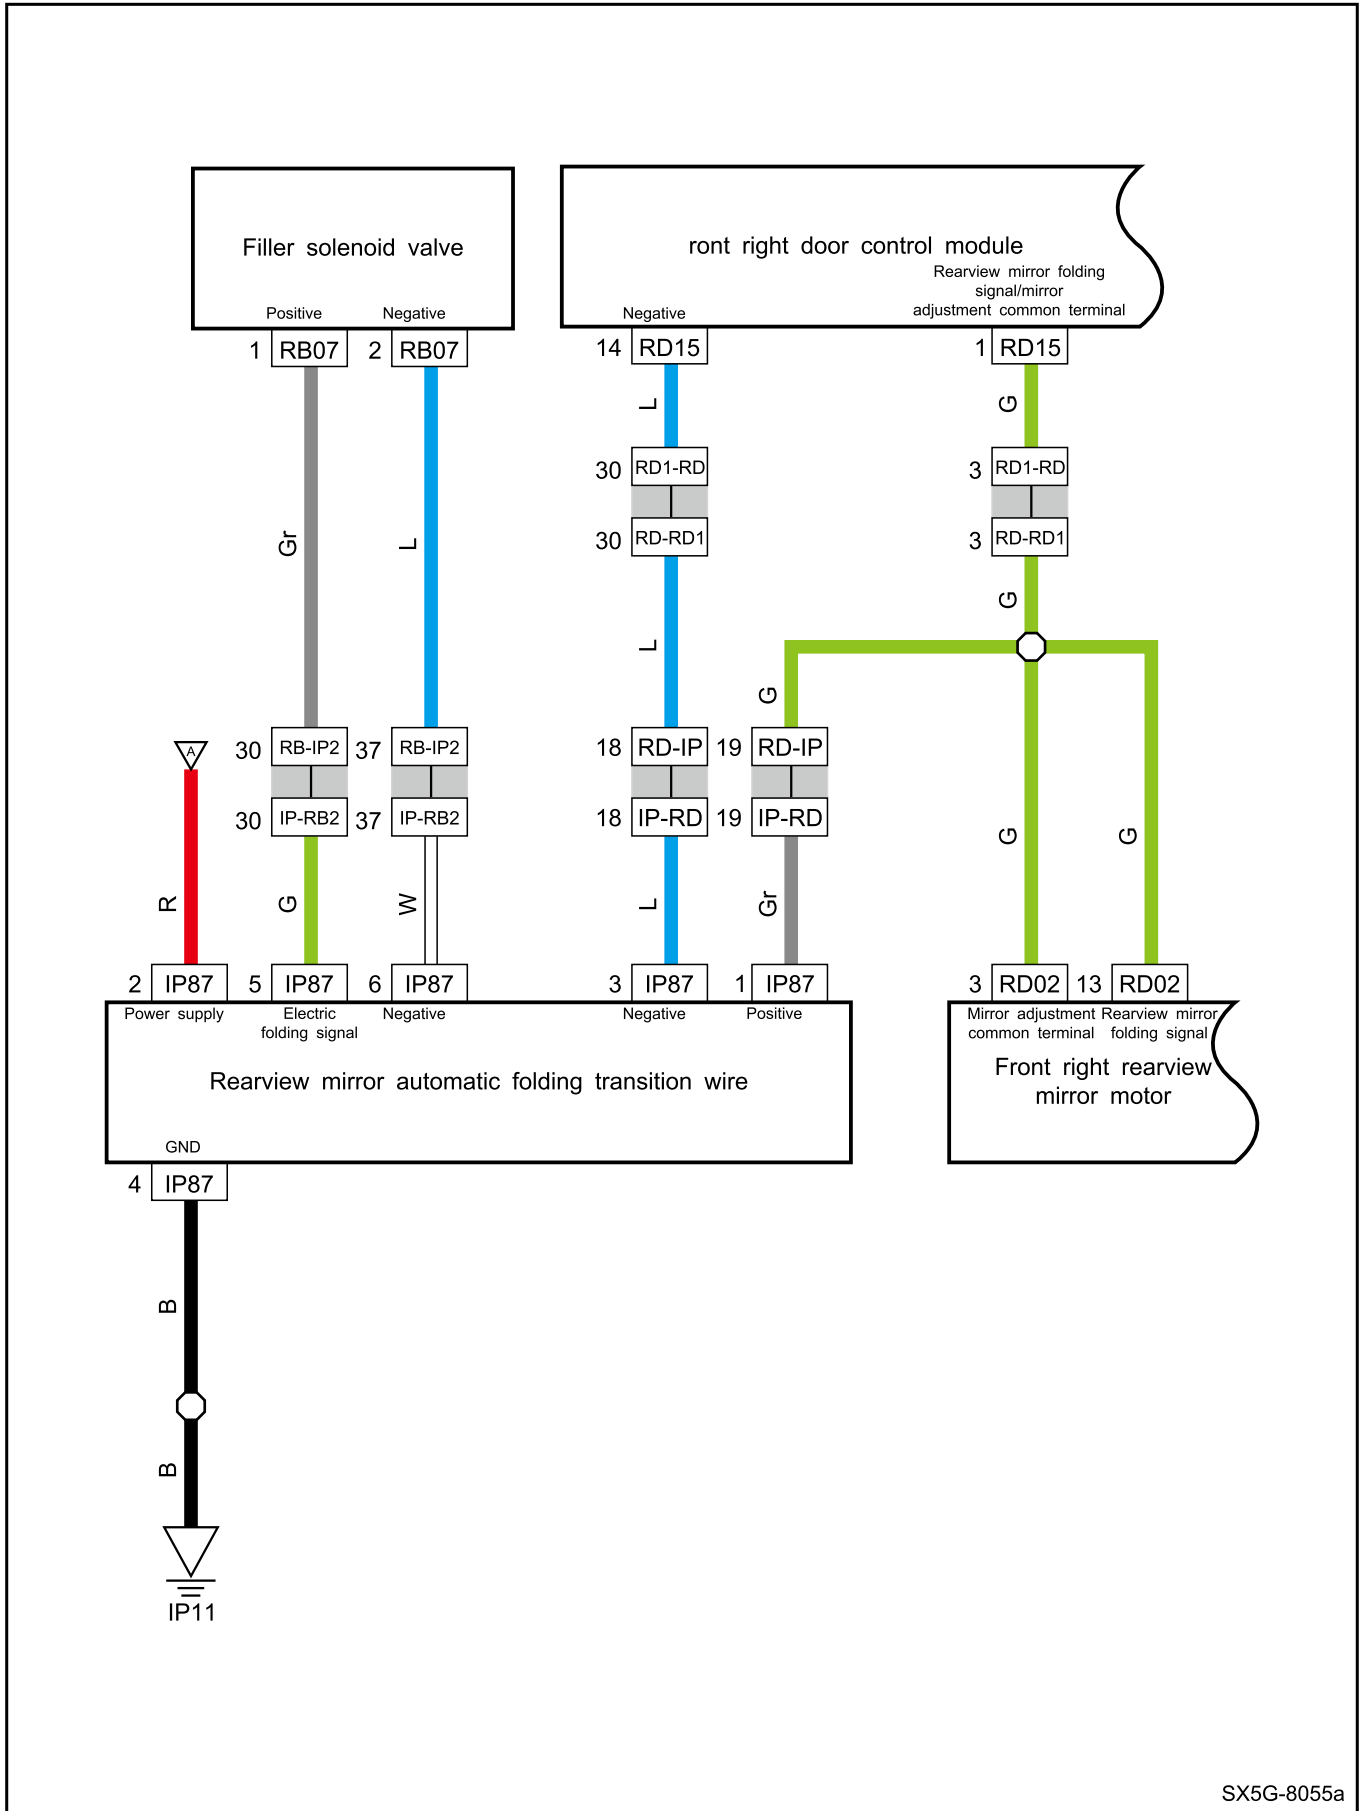 Filler solenoid valve
Positive Negative
ront right door control module
Rearview mirror folding
signal/mirror
adjustment common terminal
Negative
1 RB07 2 RB07 14 RD15 1 RD15
L G
30 RD1-RD 3 RD1-RD
30 RD-RD1 3 RD-RD1
Gr L
G
L
G
A
30 RB-IP2 37 RB-IP2 18 RD-IP 19 RD-IP
30 IP-RB2 37 IP-RB2 18 IP-RD 19 IP-RD
G G
R G W L Gr
2 IP87 5 IP87 6 IP87 3 IP87 1 IP87 3 RD02 13 RD02
Power supply
Electric
folding signal
Negative
Negative
Positive
Rearview mirror automatic folding transition wire
GND
Mirror adjustment
common terminal
Rearview mirror
folding signal
Front right rearview
mirror motor
4 IP87
B
B
IP11
SX5G-8055a